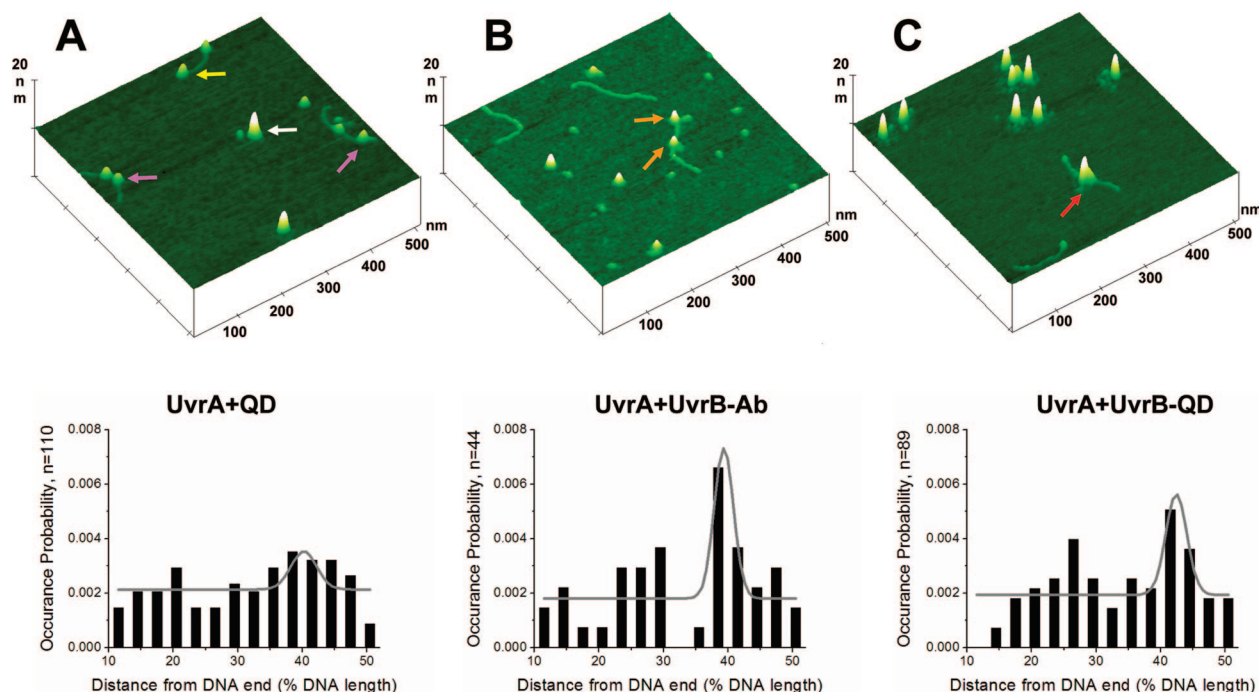 A
B
C
20
n
m
nm
500
400
300
200
100
20
n
m
nm
500
400
300
200
100
20
n
m
nm
500
400
300
200
100
UvrA+QD
Occurance Probability, n=110
0.008
0.006
0.004
0.002
0.000
10 20 30 40 50
Distance from DNA end (% DNA length)
UvrA+UvrB-Ab
Occurance Probability, n=44
0.008
0.006
0.004
0.002
0.000
10 20 30 40 50
Distance from DNA end (% DNA length)
UvrA+UvrB-QD
Occurance Probability, n=89
0.008
0.006
0.004
0.002
0.000
10 20 30 40 50
Distance from DNA end (% DNA length)